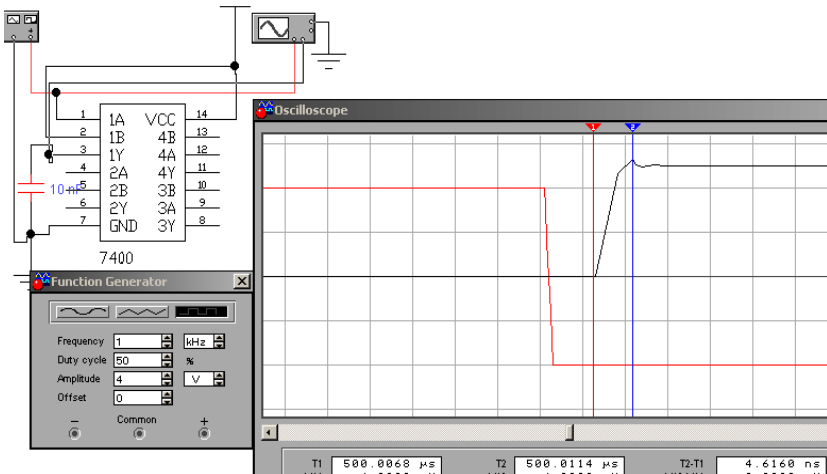 1 1A VCC 14
2 1B 4B 13
3 1Y 4A 12
4 2A 4Y 11
10 nF 5 2B 3B 10
6 2Y 3A 9
7 GND 3Y 8
7400
Oscilloscope
1 2
Function Generator
Frequency 1 kHz
Duty cycle 50 %
Amplitude 4 V
Offset 0
- Common +
T1 500.0068 µs T2 500.0114 µs T2-T1 4.6160 ns